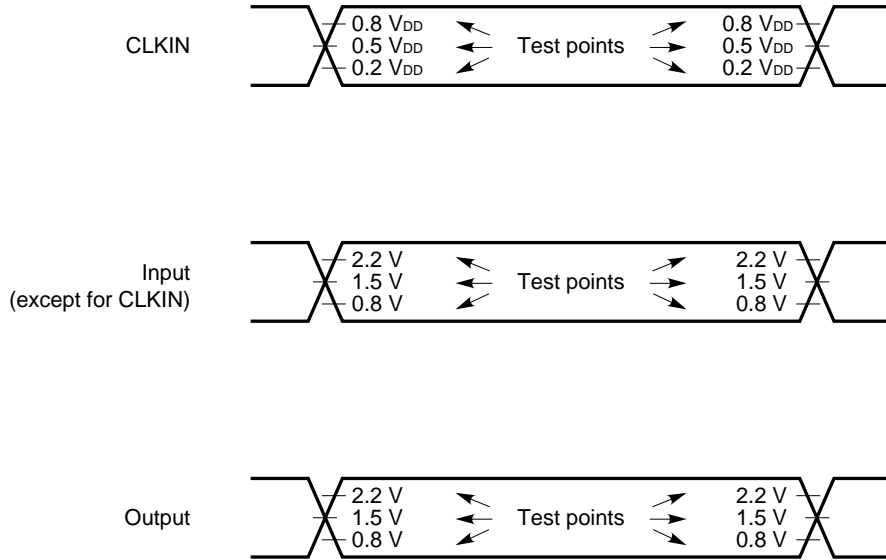 0.8 VDD 0.8 VDD
CLKIN 0.5 VDD Test points 0.5 VDD
0.2 VDD 0.2 VDD
2.2 V 2.2 V
Input 1.5 V Test points 1.5 V
(except for CLKIN) 0.8 V 0.8 V
2.2 V 2.2 V
Output 1.5 V Test points 1.5 V
0.8 V 0.8 V